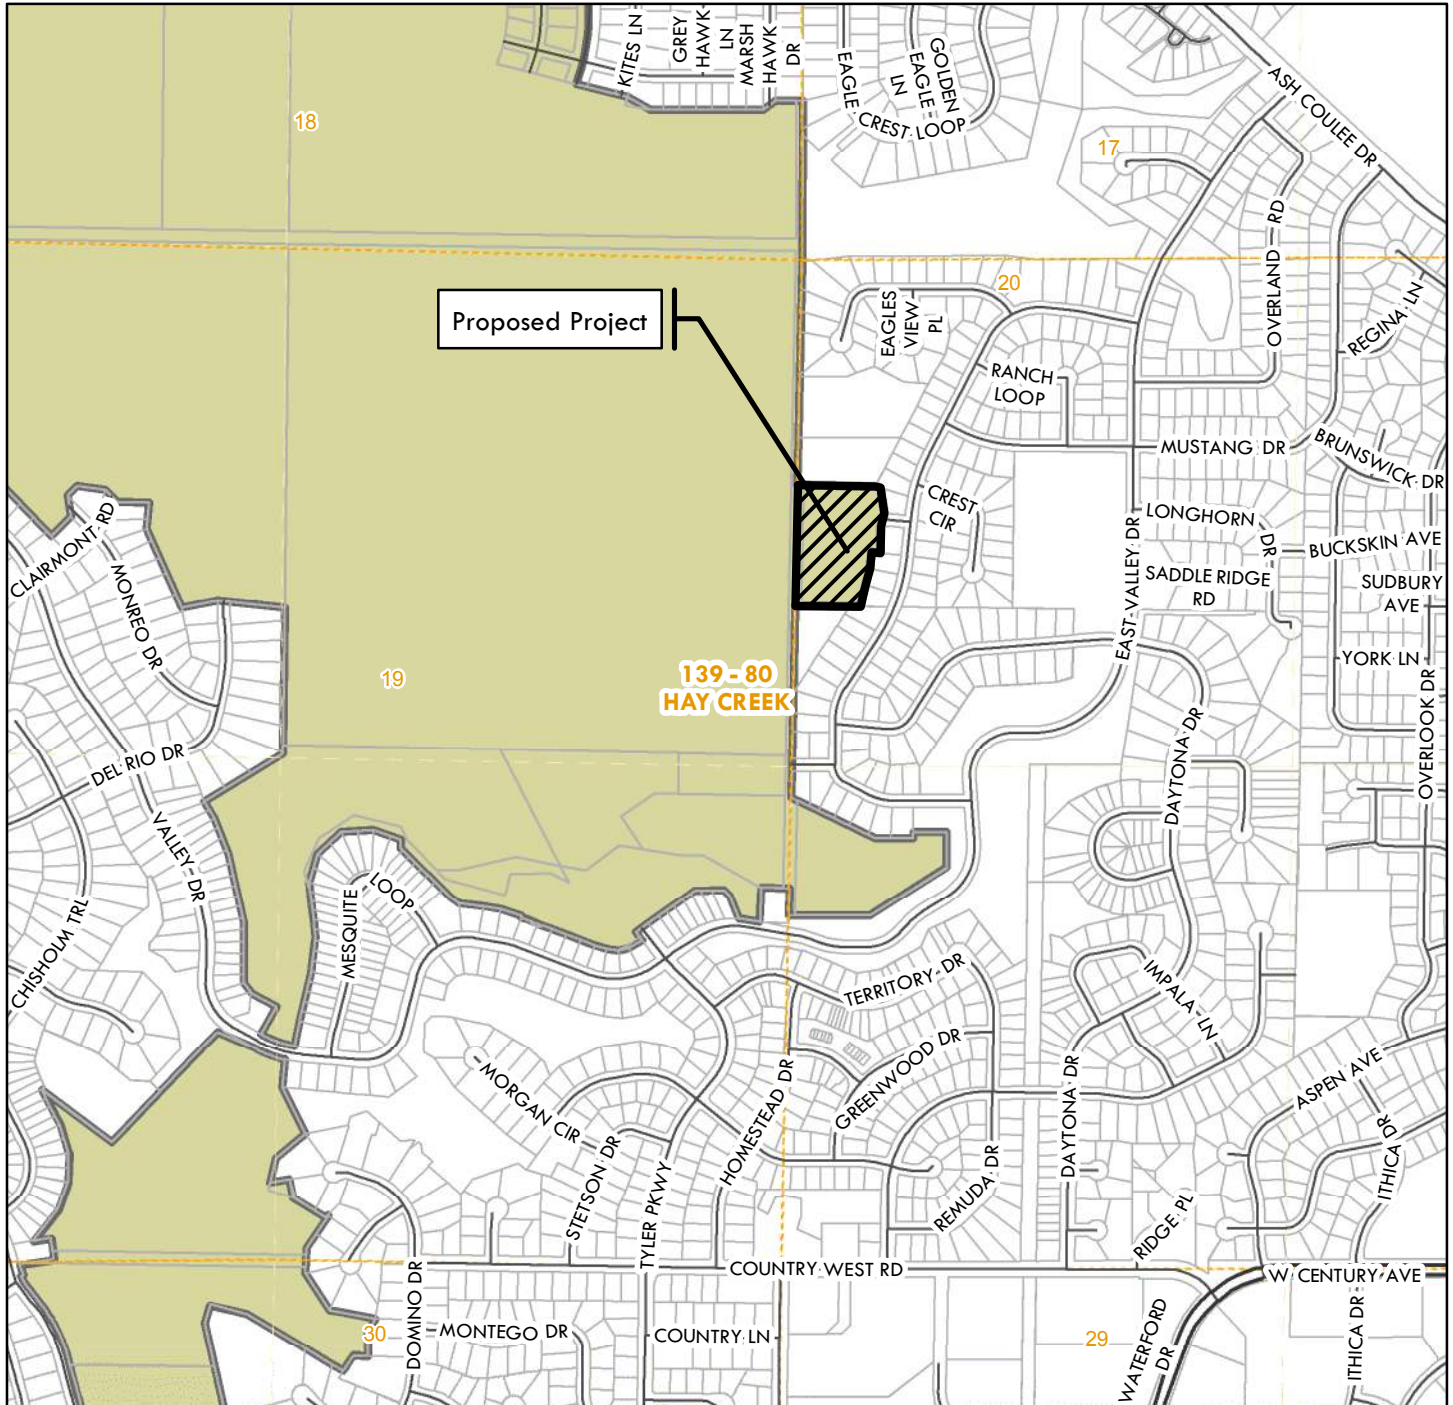 KITES LN
GREY
HAWK
LN
MARSH
HAWK
DR
EAGLE
CREST LOOP
GOLDEN
EAGLE
LN
ASH COULEE DR
18
17
OVERLAND RD
20
REGINA LN
EAGLES
VIEW
PL
Proposed Project
RANCH
LOOP
MUSTANG DR
BRUNSWICK DR
CREST
CIR
LONGHORN
DR
BUCKSKIN AVE
EAST VALLEY DR
SADDLE RIDGE
RD
SUDBURY
AVE
CLAIRMONT RD
MONREO DR
YORK LN
19
139 - 80
HAY CREEK
OVERLOOK DR
DAYTONA DR
DEL RIO DR
VALLEY DR
CHISHOLM TRL
MESQUITE
LOOP
TERRITORY DR
IMPALA LN
GREENWOOD DR
MORGAN CIR
HOMESTEAD DR
STETSON DR
TYLER PKWY
REMUDA DR
DAYTONA DR
ASPEN AVE
ITHICA DR
RIDGE PL
COUNTRY WEST RD
W CENTURY AVE
DOMINO DR
30
MONTEGO DR
COUNTRY LN
29
WATERFORD
DR
ITHICA DR